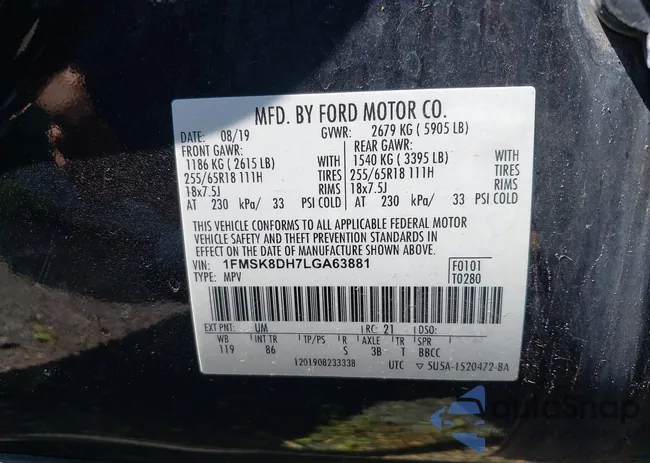 MFD. BY FORD MOTOR CO.
DATE: 08/19 GVWR: 2679 KG ( 5905 LB)
FRONT GAWR: REAR GAWR:
1186 KG ( 2615 LB) WITH 1540 KG ( 3395 LB) WITH
255/65R18 111H TIRES 255/65R18 111H TIRES
18x7.5J RIMS 18x7.5J RIMS
AT 230 kPa/ 33 PSI COLD AT 230 kPa/ 33 PSI COLD
THIS VEHICLE CONFORMS TO ALL APPLICABLE FEDERAL MOTOR
VEHICLE SAFETY AND THEFT PREVENTION STANDARDS IN
EFFECT ON THE DATE OF MANUFACTURE SHOWN ABOVE.
VIN: 1FMSK8DH7LGA63881 F0101
TYPE: MPV T0280
EXT PNT: UM RC: 21 DSO:
WB INT TR TP/PS R AXLE TR SPR
119 86 S 3B T BBCC
1201908233338 UTC ▽ 5U5A-1520472-BA
autoSnap